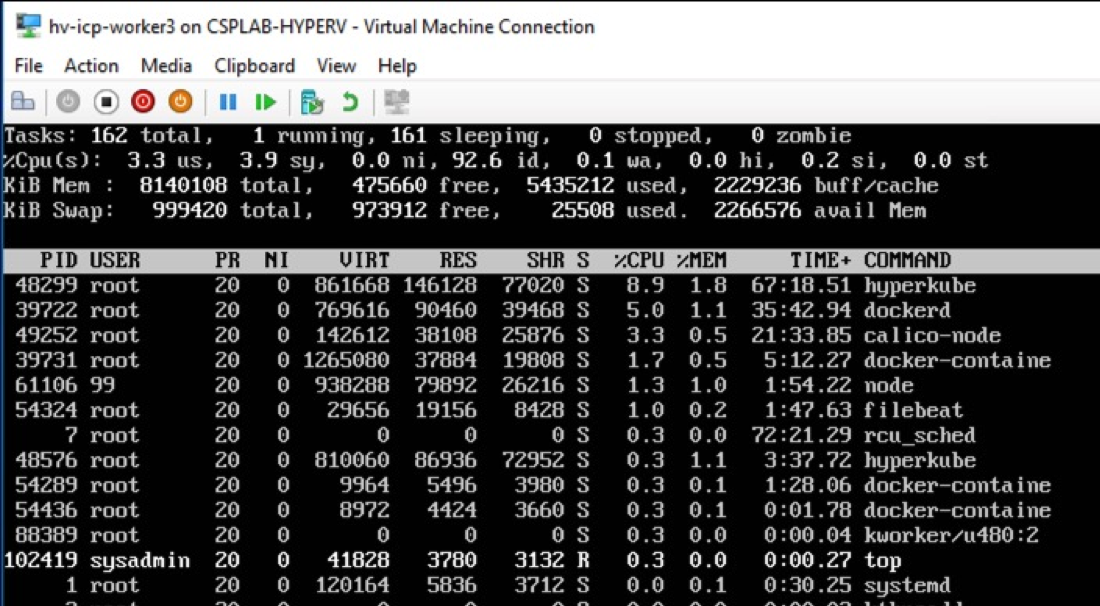 hv-icp-worker3 on CSPLAB-HYPERV - Virtual Machine Connection
File Action Media Clipboard View Help
Tasks: 162 total, 1 running, 161 sleeping, 0 stopped, 0 zombie
%Cpu(s): 3.3 us, 3.9 sy, 0.0 ni, 92.6 id, 0.1 wa, 0.0 hi, 0.2 si, 0.0 st
KiB Mem : 8140108 total, 475660 free, 5435212 used, 2229236 buff/cache
KiB Swap: 999420 total, 973912 free, 25508 used. 2266576 avail Mem
PID USER PR NI VIRT RES SHR S %CPU %MEM TIME+ COMMAND
48299 root 20 0 861668 146128 77020 S 8.9 1.8 67:18.51 hyperkube
39722 root 20 0 769616 90460 39468 S 5.0 1.1 35:42.94 dockerd
49252 root 20 0 142612 38108 25876 S 3.3 0.5 21:33.85 calico-node
39731 root 20 0 1265080 37884 19808 S 1.7 0.5 5:12.27 docker-containe
61106 99 20 0 938288 79892 26216 S 1.3 1.0 1:54.22 node
54324 root 20 0 29656 19156 8428 S 1.0 0.2 1:47.63 filebeat
7 root 20 0 0 0 0 S 0.3 0.0 72:21.29 rcu_sched
48576 root 20 0 810060 86936 72952 S 0.3 1.1 3:37.72 hyperkube
54289 root 20 0 9964 5496 3980 S 0.3 0.1 1:28.06 docker-containe
54436 root 20 0 8972 4424 3660 S 0.3 0.1 0:01.78 docker-containe
88389 root 20 0 0 0 0 S 0.3 0.0 0:00.04 kworker/u480:2
102419 sysadmin 20 0 41828 3780 3132 R 0.3 0.0 0:00.27 top
1 root 20 0 120164 5836 3712 S 0.0 0.1 0:30.25 systemd